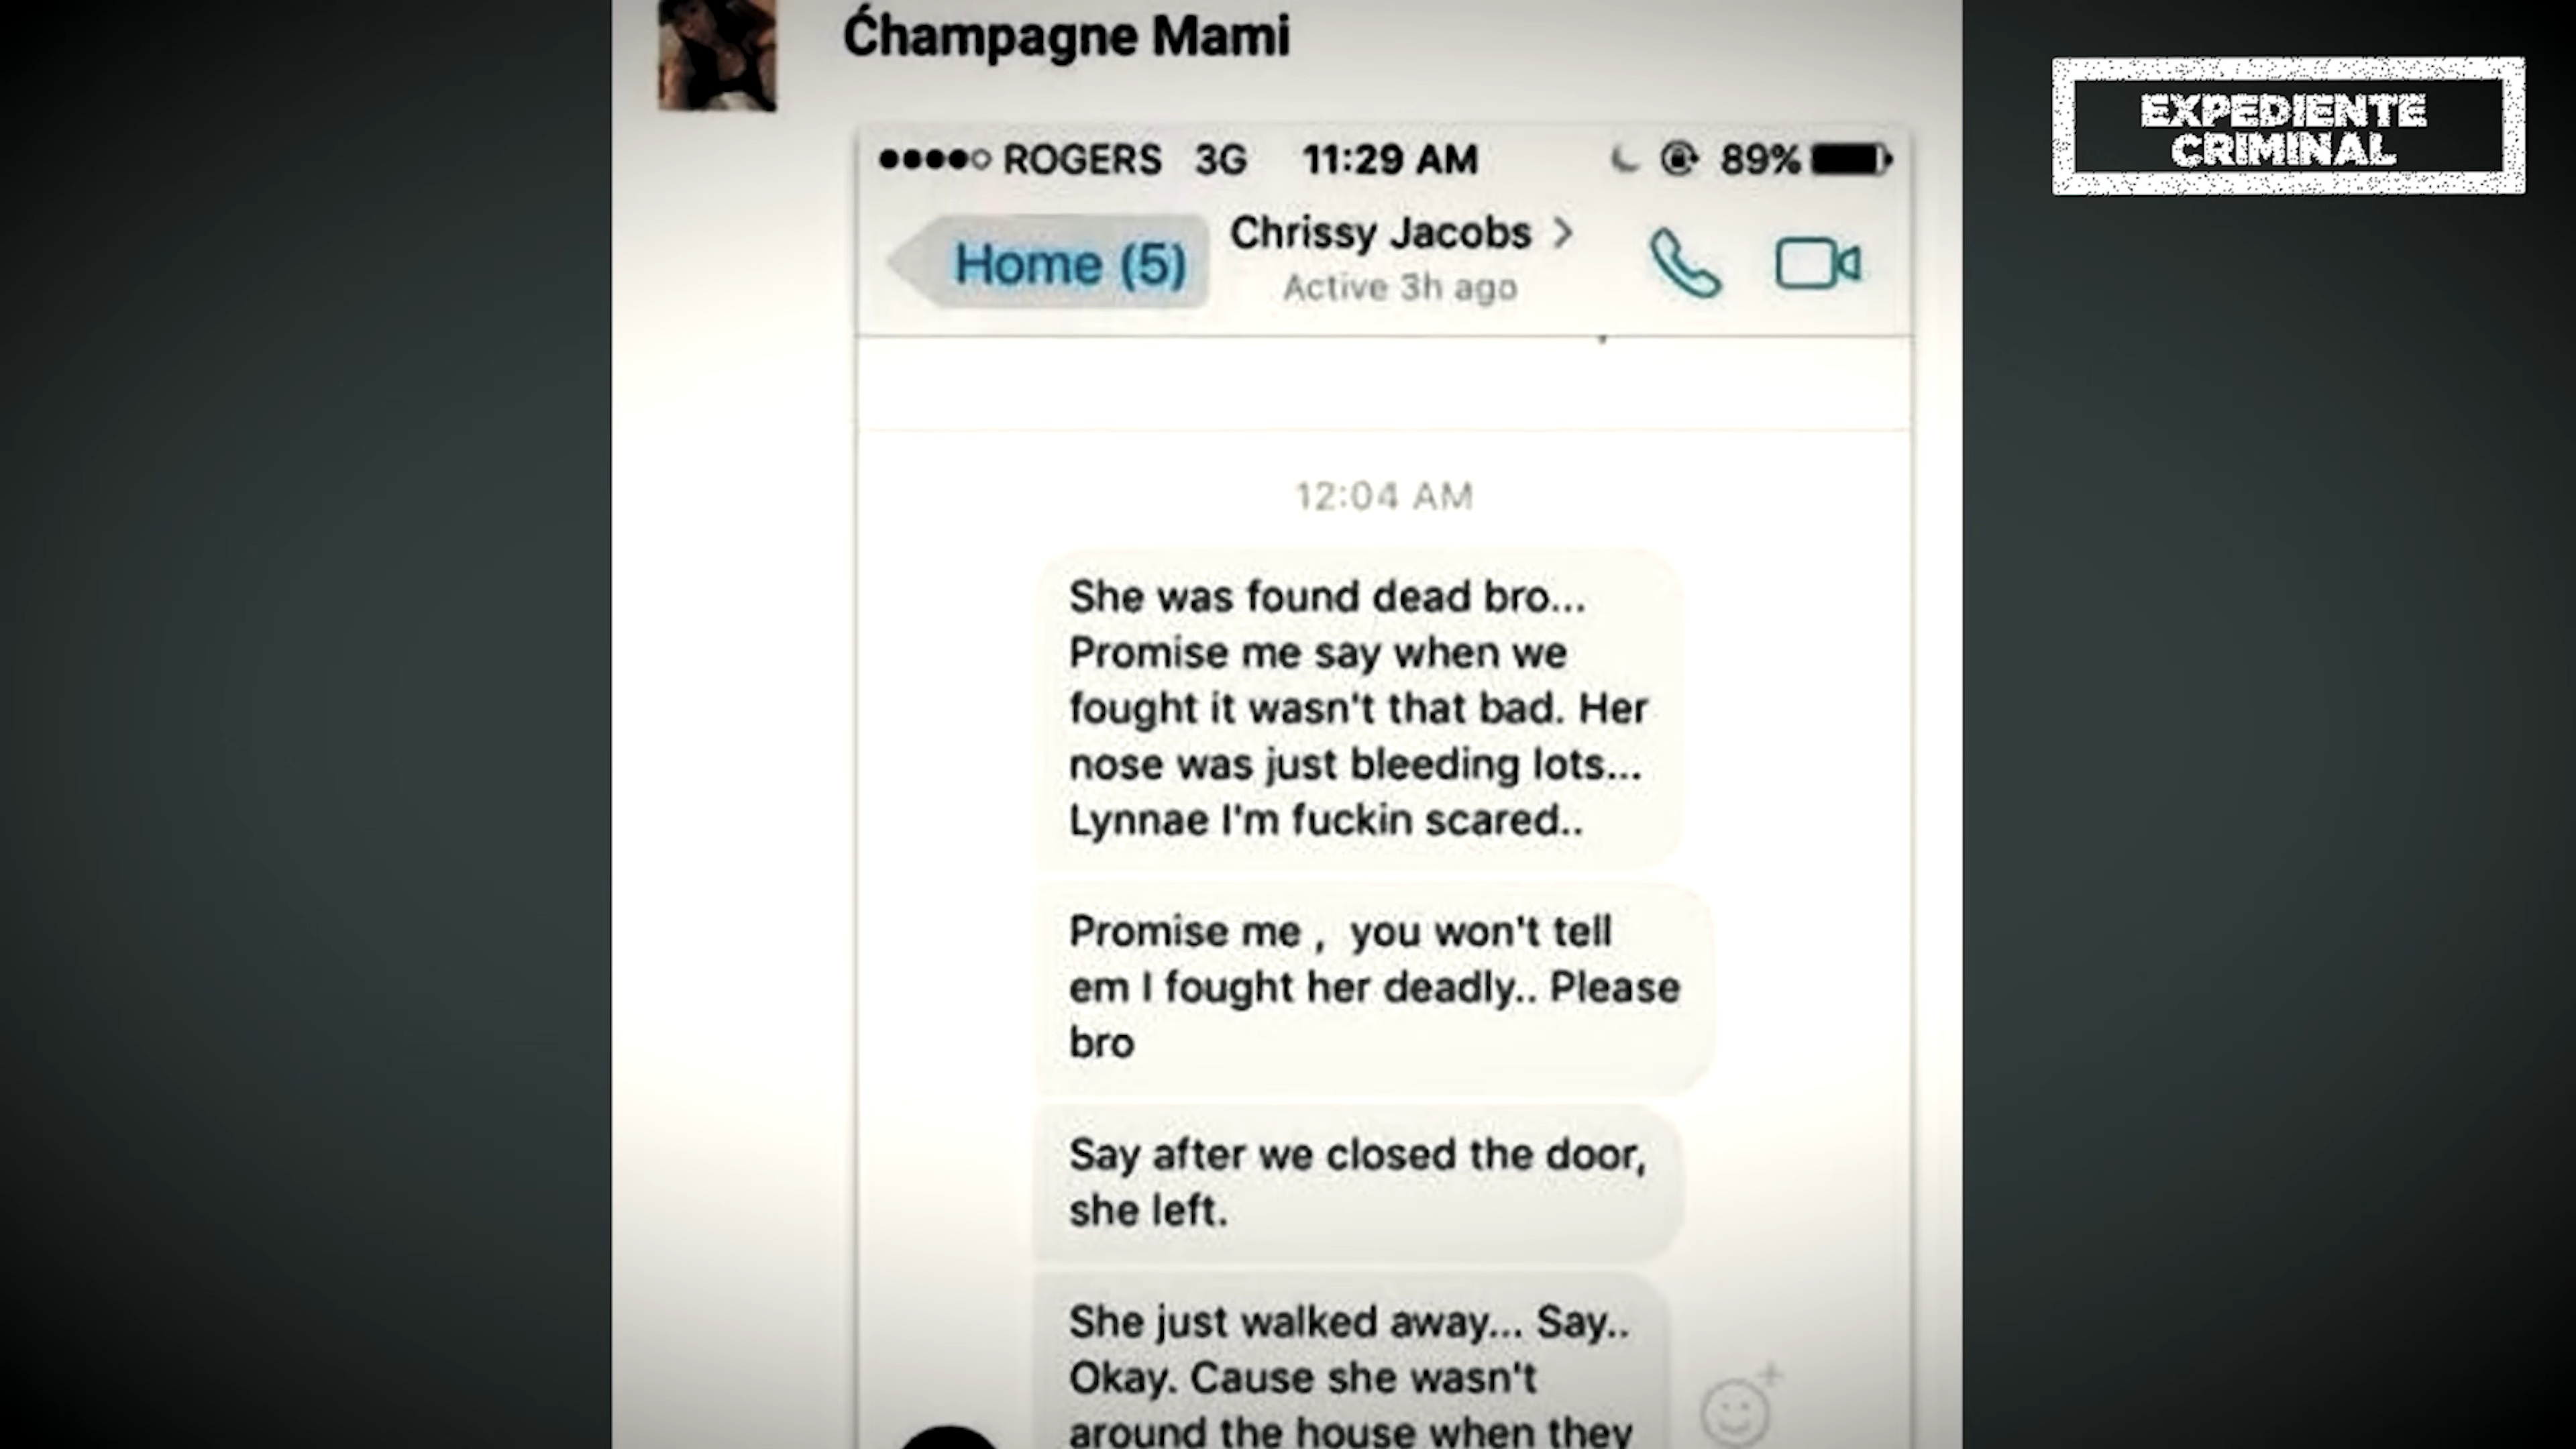 Ćhampagne Mami
EXPEDIENTE
CRIMINAL
ROGERS 3G 11:29 AM 89%
Home (5)
Chrissy Jacobs >
Active 3h ago
12:04 AM
She was found dead bro...
Promise me say when we
fought it wasn't that bad. Her
nose was just bleeding lots...
Lynnae I'm fuckin scared..
Promise me , you won't tell
em I fought her deadly.. Please
bro
Say after we closed the door,
she left.
She just walked away... Say..
Okay. Cause she wasn't
around the house when they